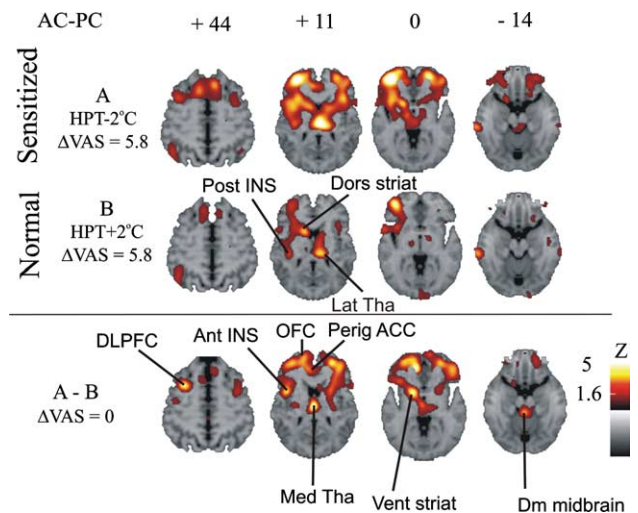 AC-PC + 44 + 11 0 - 14
Sensitized
A
HPT-2°C
ΔVAS = 5.8
Normal
B
HPT+2°C
ΔVAS = 5.8
Post INS
Dors striat
Lat Tha
A - B
ΔVAS = 0
DLPFC
Ant INS
OFC
Perig ACC
Med Tha
Vent striat
Dm midbrain
Z
5
1.6